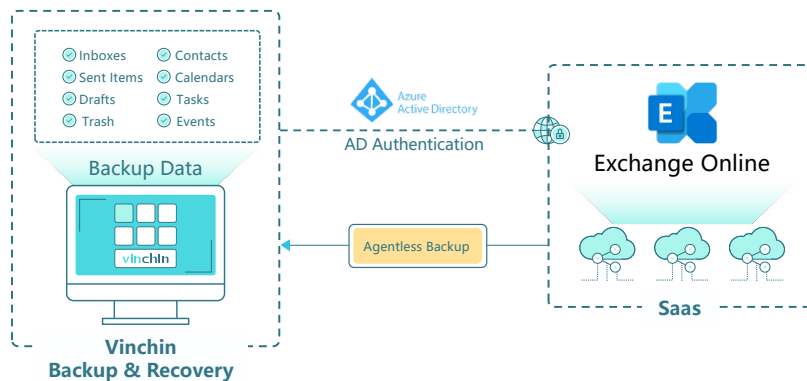 Inboxes
Contacts
Sent Items
Calendars
Drafts
Tasks
Trash
Events
Backup Data
vinchin
Vinchin
Backup & Recovery
Azure
Active Directory
AD Authentication
Agentless Backup
E
Exchange Online
Saas